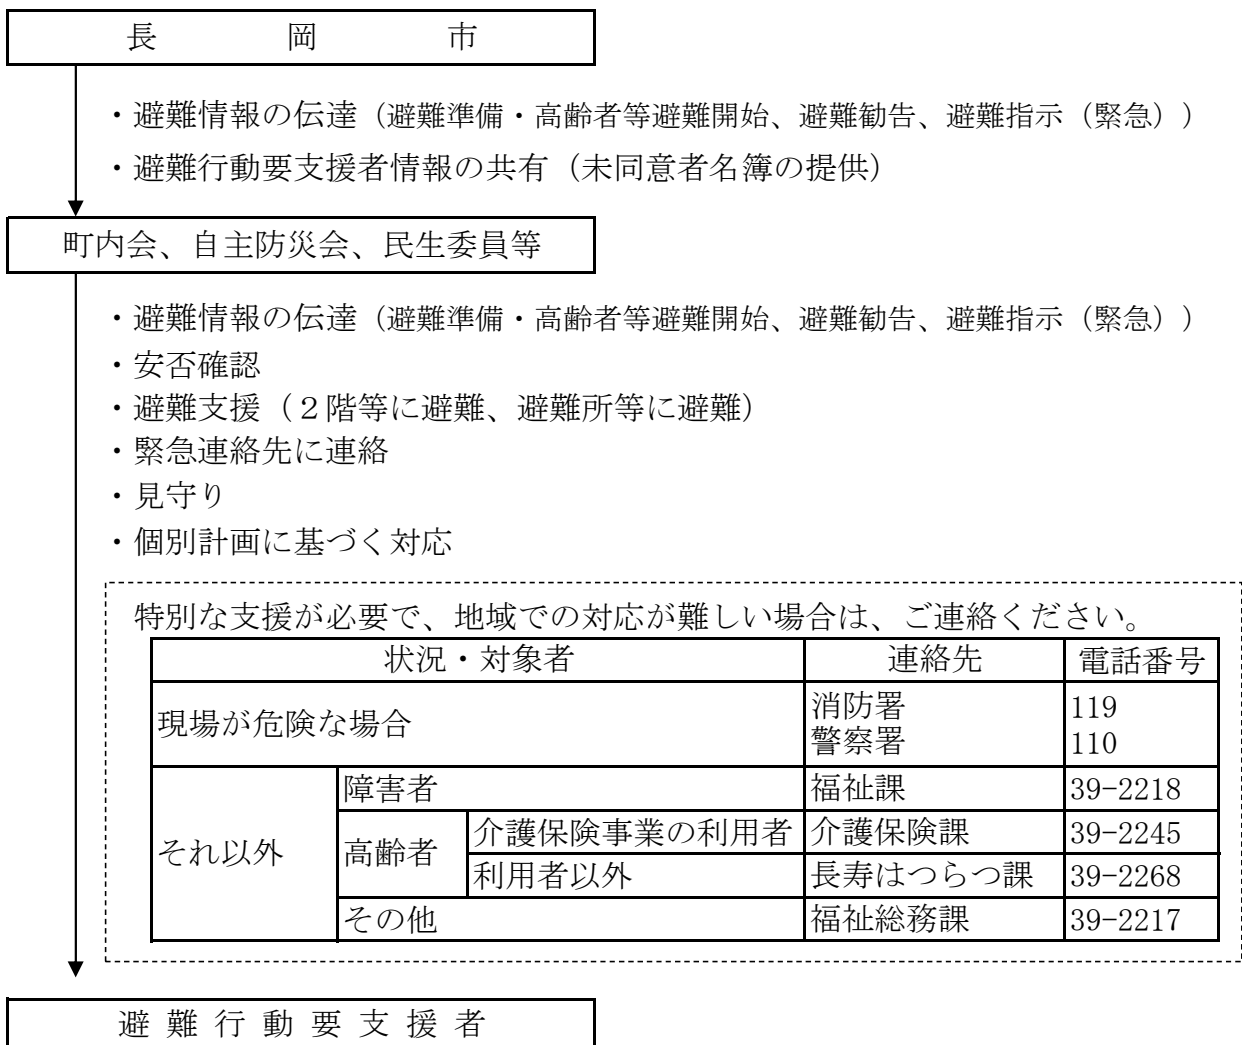 長岡市
・避難情報の伝達（避難準備・高齢者等避難開始、避難勧告、避難指示（緊急））
・避難行動要支援者情報の共有（未同意者名簿の提供）
町内会、自主防災会、民生委員等
・避難情報の伝達（避難準備・高齢者等避難開始、避難勧告、避難指示（緊急））
・安否確認
・避難支援（２階等に避難、避難所等に避難）
・緊急連絡先に連絡
・見守り
・個別計画に基づく対応
特別な支援が必要で、地域での対応が難しい場合は、ご連絡ください。
状況・対象者 連絡先 電話番号
現場が危険な場合 消防署 119
警察署 110
それ以外 障害者 福祉課 39-2218
高齢者 介護保険事業の利用者 介護保険課 39-2245
利用者以外 長寿はつらつ課 39-2268
その他 福祉総務課 39-2217
避難行動要支援者